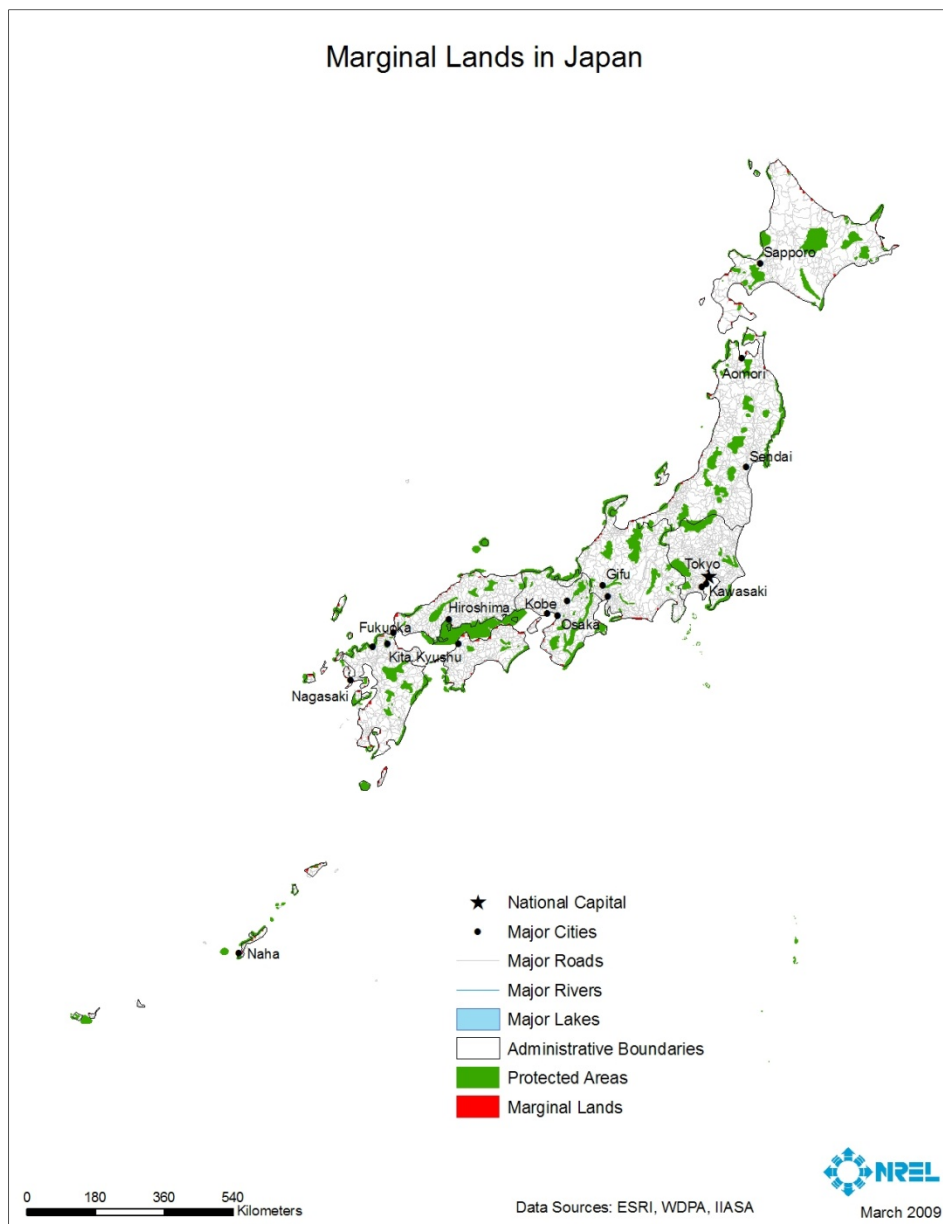 Marginal Lands in Japan
Sapporo
Aomori
Sendai
Tokyo
Gifu
Kawasaki
Hiroshima
Kobe
Osaka
Fukuoka
Kita Kyushu
Nagasaki
National Capital
Major Cities
Naha
Major Roads
Major Rivers
Major Lakes
Administrative Boundaries
Protected Areas
Marginal Lands
NREL
0 180 360 540
Kilometers
Data Sources: ESRI, WDPA, IIASA
March 2009